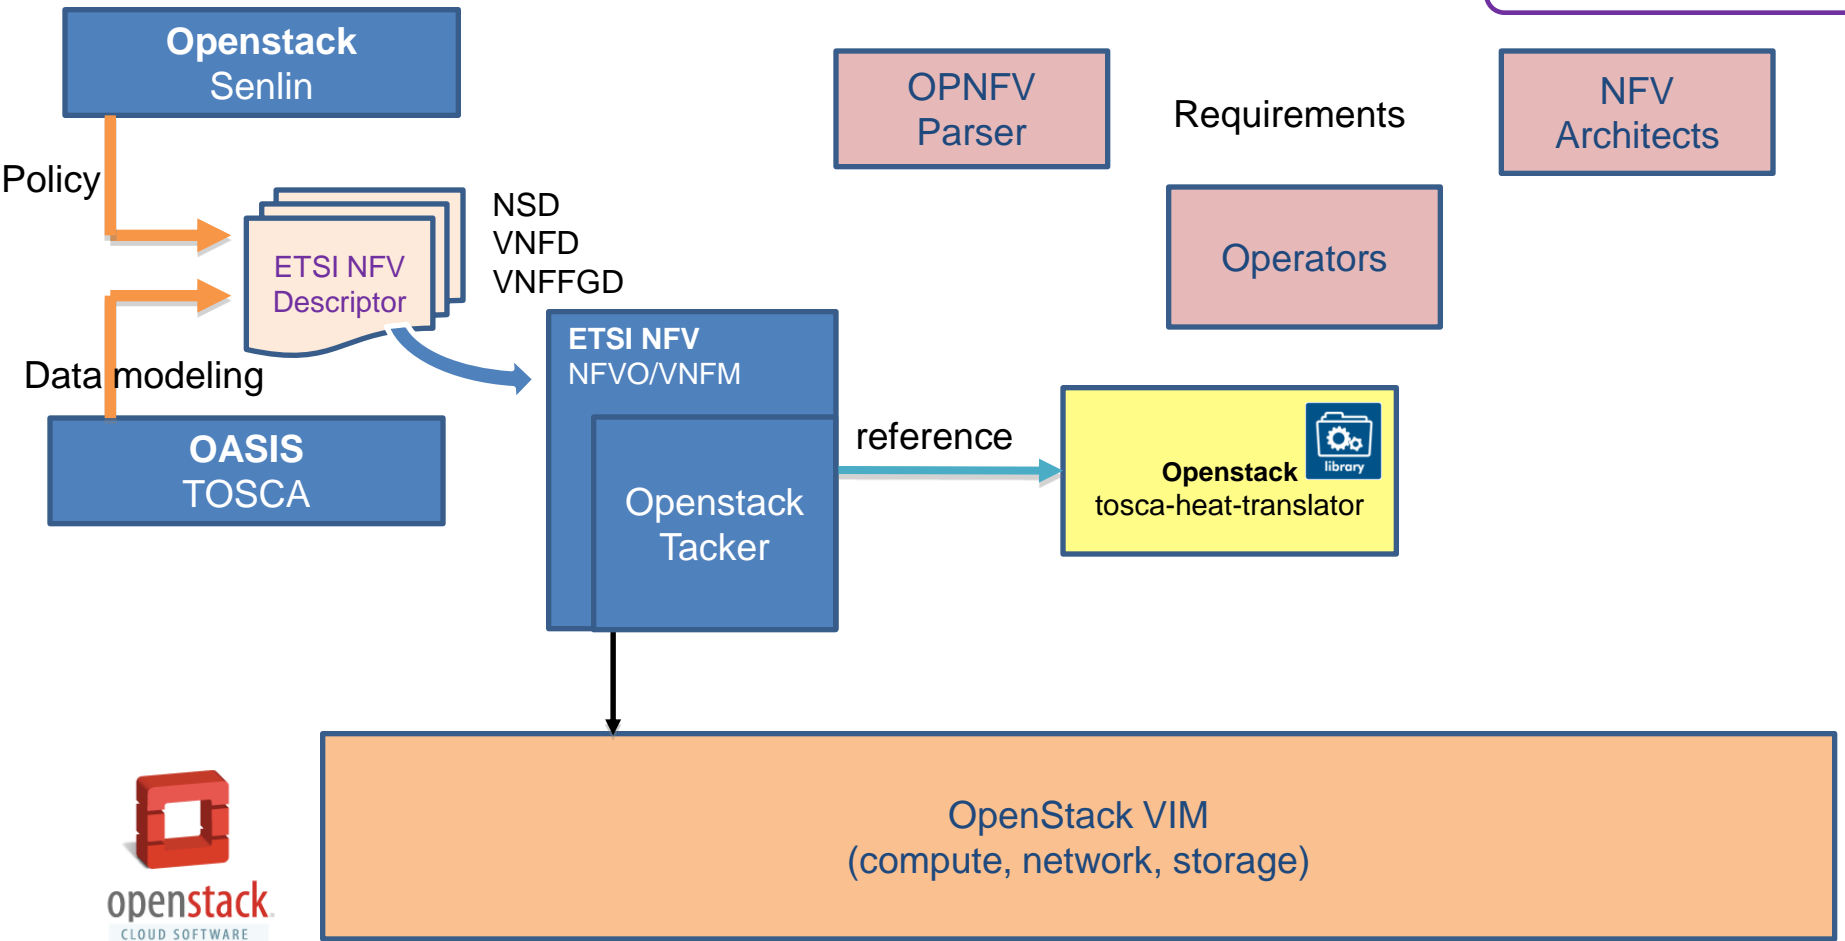 Openstack
Senlin
OPNFV
Parser
Requirements
NFV
Architects
Policy
NSD
VNFD
VNFFGD
ETSI NFV
Descriptor
Operators
ETSI NFV
NFVO/VNFM
Data modeling
OASIS
TOSCA
reference
Openstack
Tacker
library
Openstack
tosca-heat-translator
OpenStack VIM
(compute, network, storage)
openstack
CLOUD SOFTWARE